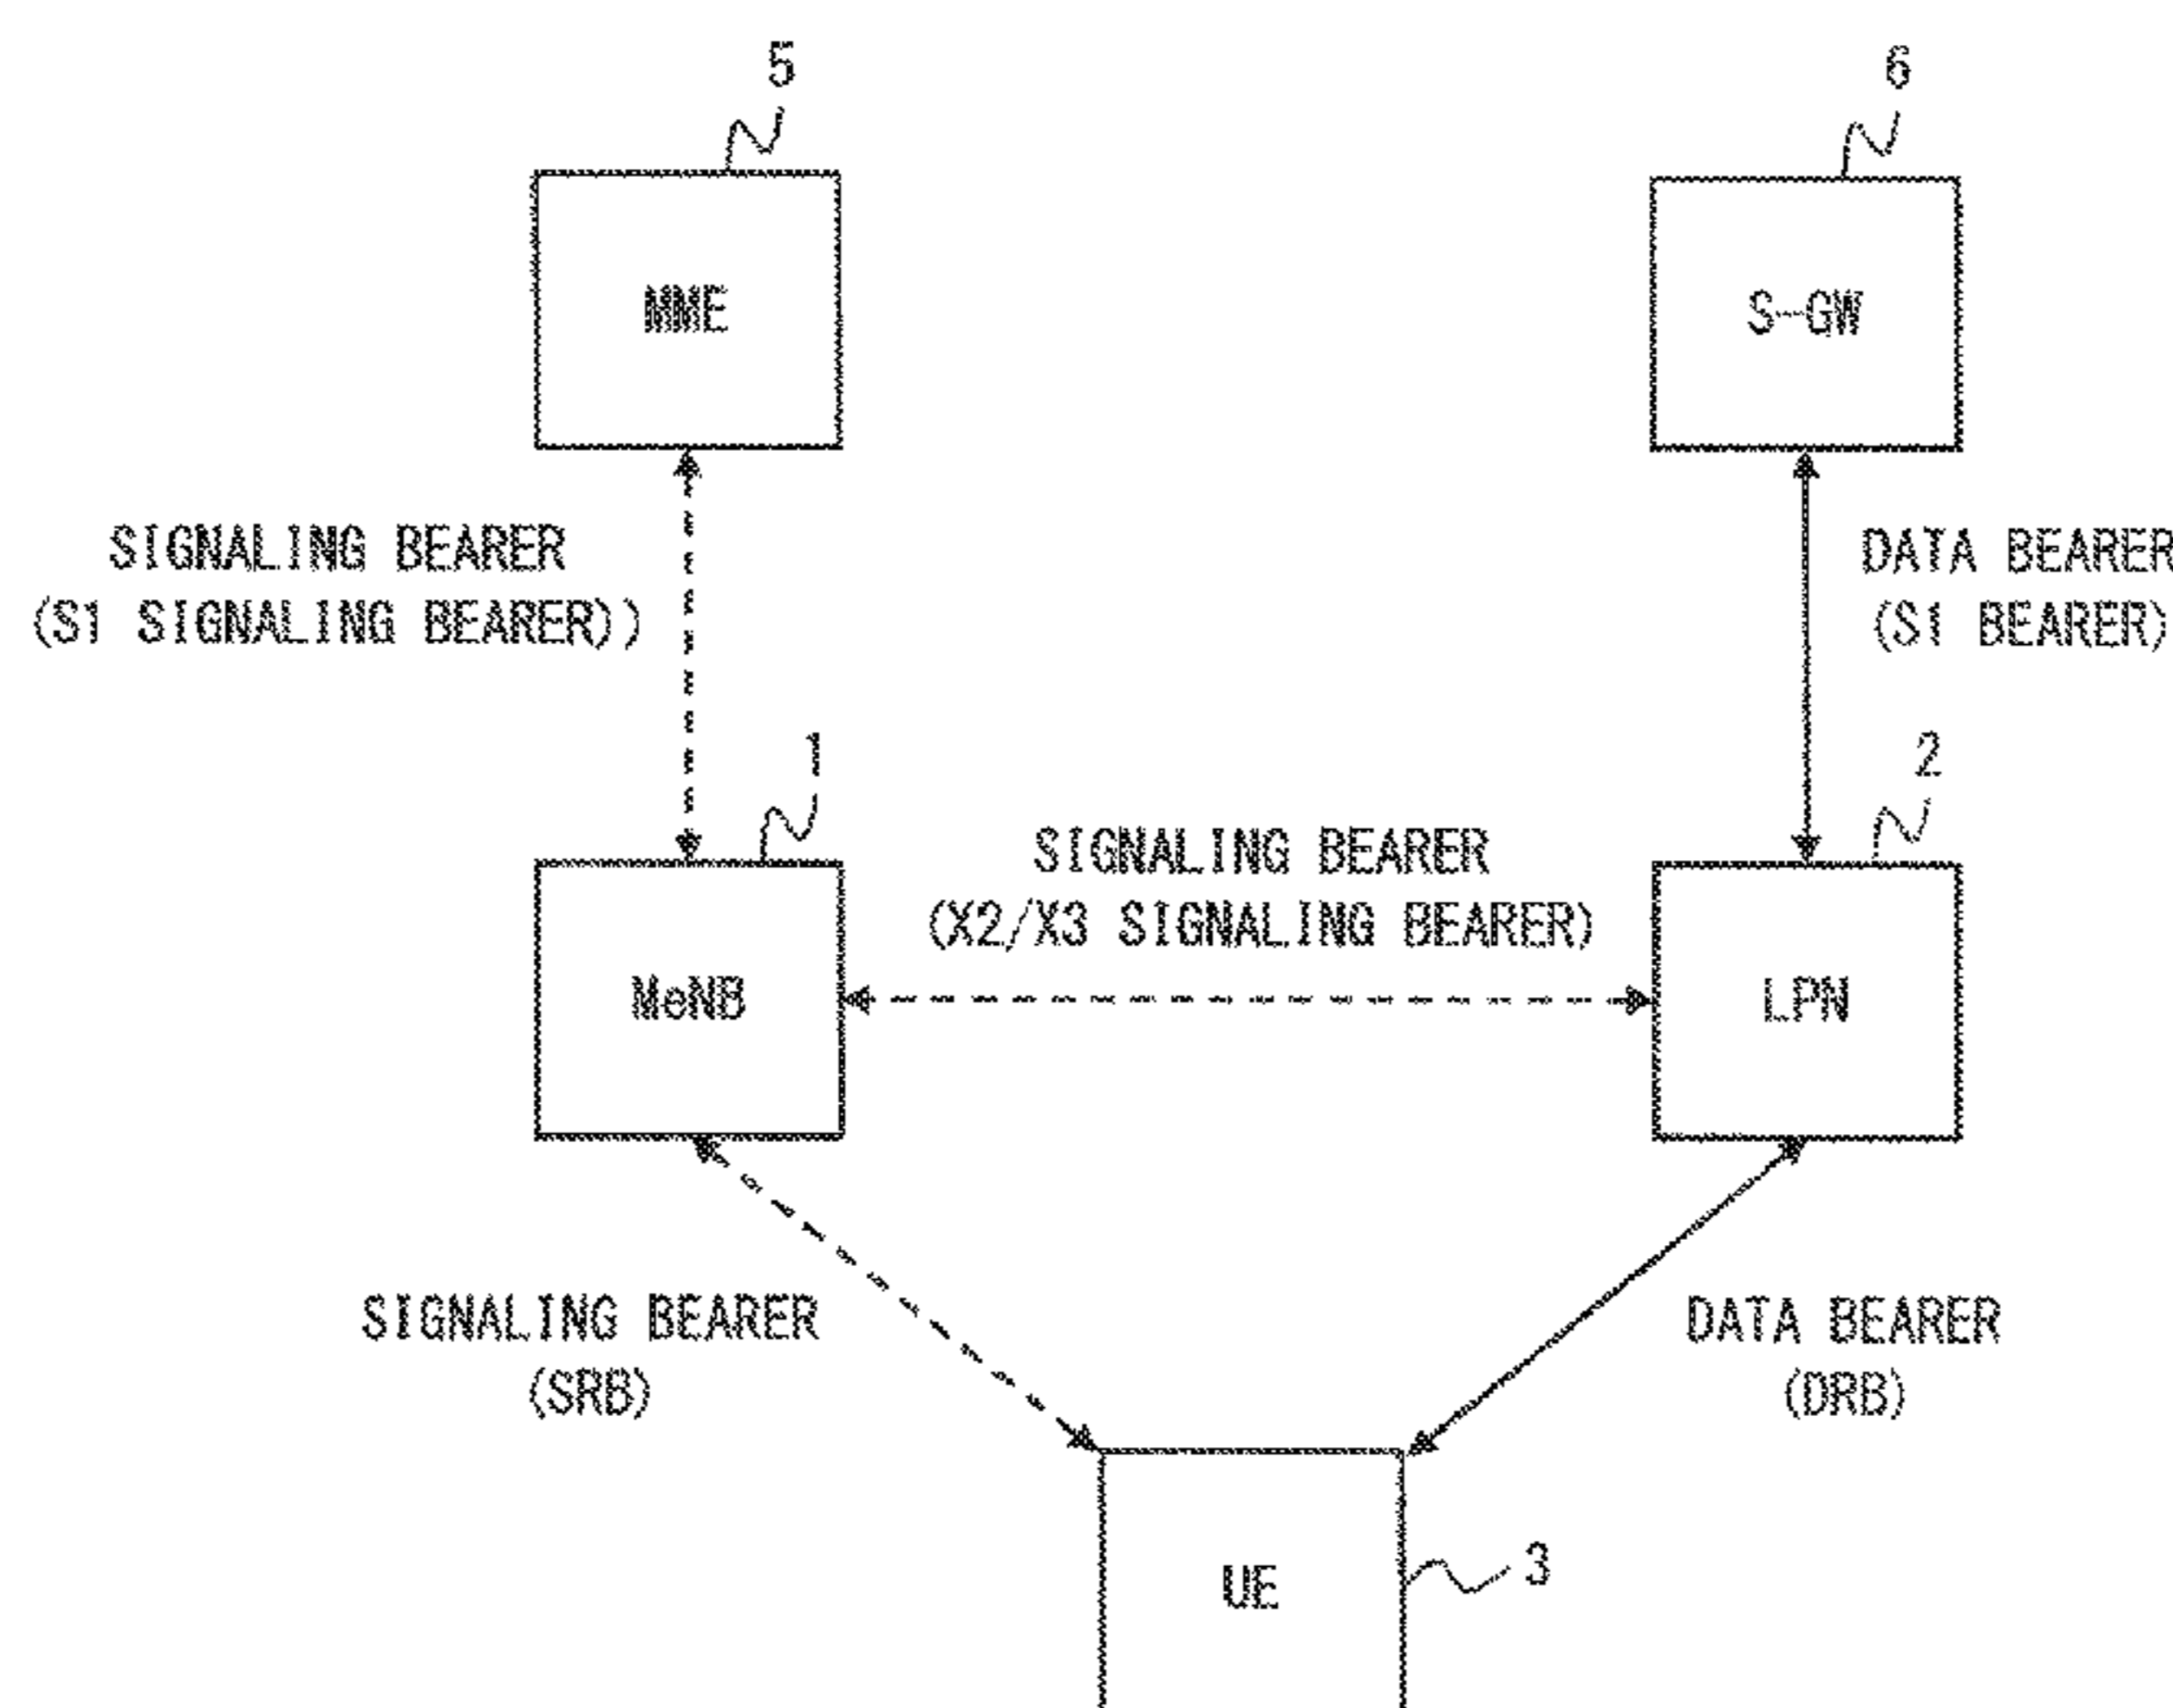 5
6
MME
S-GW
SIGNALING BEARER
(S1 SIGNALING BEARER))
DATA BEARER
(S1 BEARER)
1
2
SIGNALING BEARER
(X2/X3 SIGNALING BEARER)
MeNB
LPN
SIGNALING BEARER
(SRB)
DATA BEARER
(DRB)
UE
3